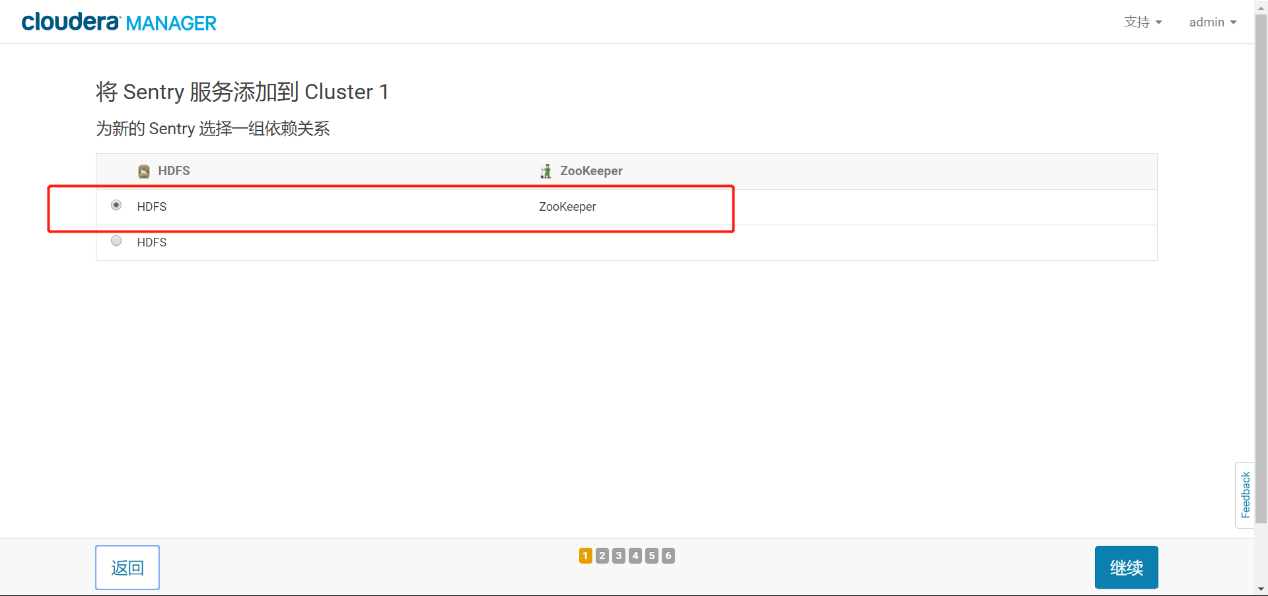 cloudera MANAGER 支持 admin
将 Sentry 服务添加到 Cluster 1
为新的 Sentry 选择一组依赖关系
HDFS ZooKeeper
HDFS ZooKeeper
HDFS
Feedback
返回 1 2 3 4 5 6 继续